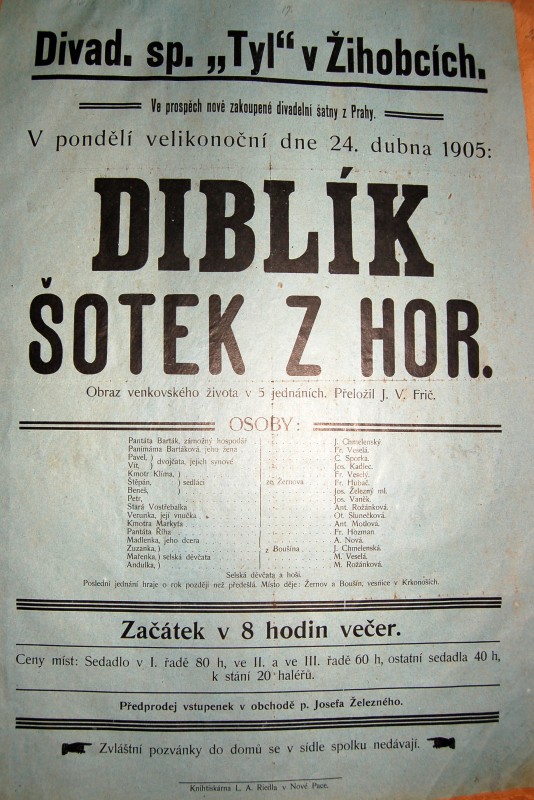 Divad. sp. „Tyl“ v Žihobcích.
Ve prospěch nově zakoupené divadelní šatny z Prahy.
V pondělí velikonoční dne 24. dubna 1905:
DIBLÍK
ŠOTEK Z HOR.
Obraz venkovského života v 5 jednáních. Přeložil J. V. Frič.
OSOBY:
Pantáta Barták, zámožný hospodář J. Chmelenský.
Panimáma Bartáková, jeho žena Fr. Veselá.
Pavel, ) Č. Sporka.
Vít, ) dvojčata, jejich synové Jos. Kadlec.
Kmotr Klíma, ) Fr. Veselý.
Štěpán, ) sedláci ze Žernova Fr. Hubač.
Beneš, ) Jos. Železný ml.
Petr, Jos. Vaněk.
Stará Vostřebalka Ant. Rožánková.
Verunka, její vnučka Ot. Slunečková.
Kmotra Markyta Ant. Motlová.
Pantáta Říha Fr. Hozman
Madlenka, jeho dcera A. Nová.
Zuzanka, ) z Boušína J. Chmelenská.
Mařenka, ) selská děvčata M. Veselá.
Andulka, ) M. Rožánková.
Selská děvčata a hoši.
Poslední jednání hraje o rok později než předešlá. Místo děje: Žernov a Boušín, vesnice v Krkonoších.
Začátek v 8 hodin večer.
Ceny míst: Sedadlo v I. řadě 80 h, ve II. a ve III. řadě 60 h, ostatní sedadla 40 h,
k stání 20 haléřů.
Předprodej vstupenek v obchodě p. Josefa Železného.
Zvláštní pozvánky do domů se v sídle spolku nedávají.
Knihtiskárna L. A. Riedla v Nové Pace.